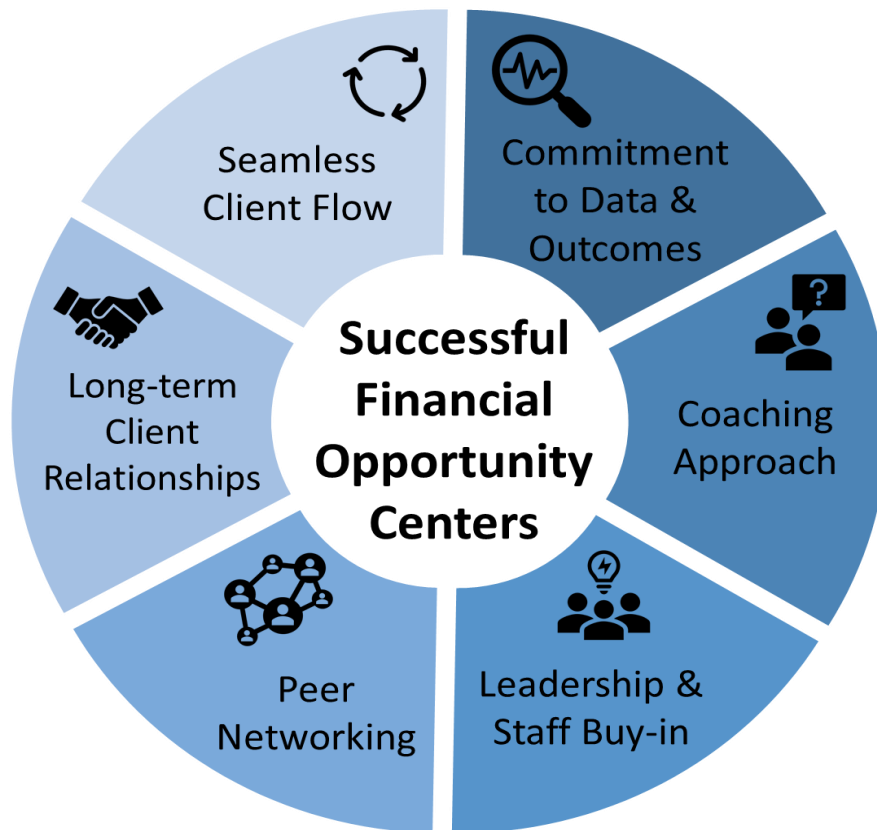 Seamless
Client Flow
Commitment
to Data &
Outcomes
Coaching
Approach
Leadership &
Staff Buy-in
Peer
Networking
Long-term
Client
Relationships
Successful
Financial
Opportunity
Centers
?